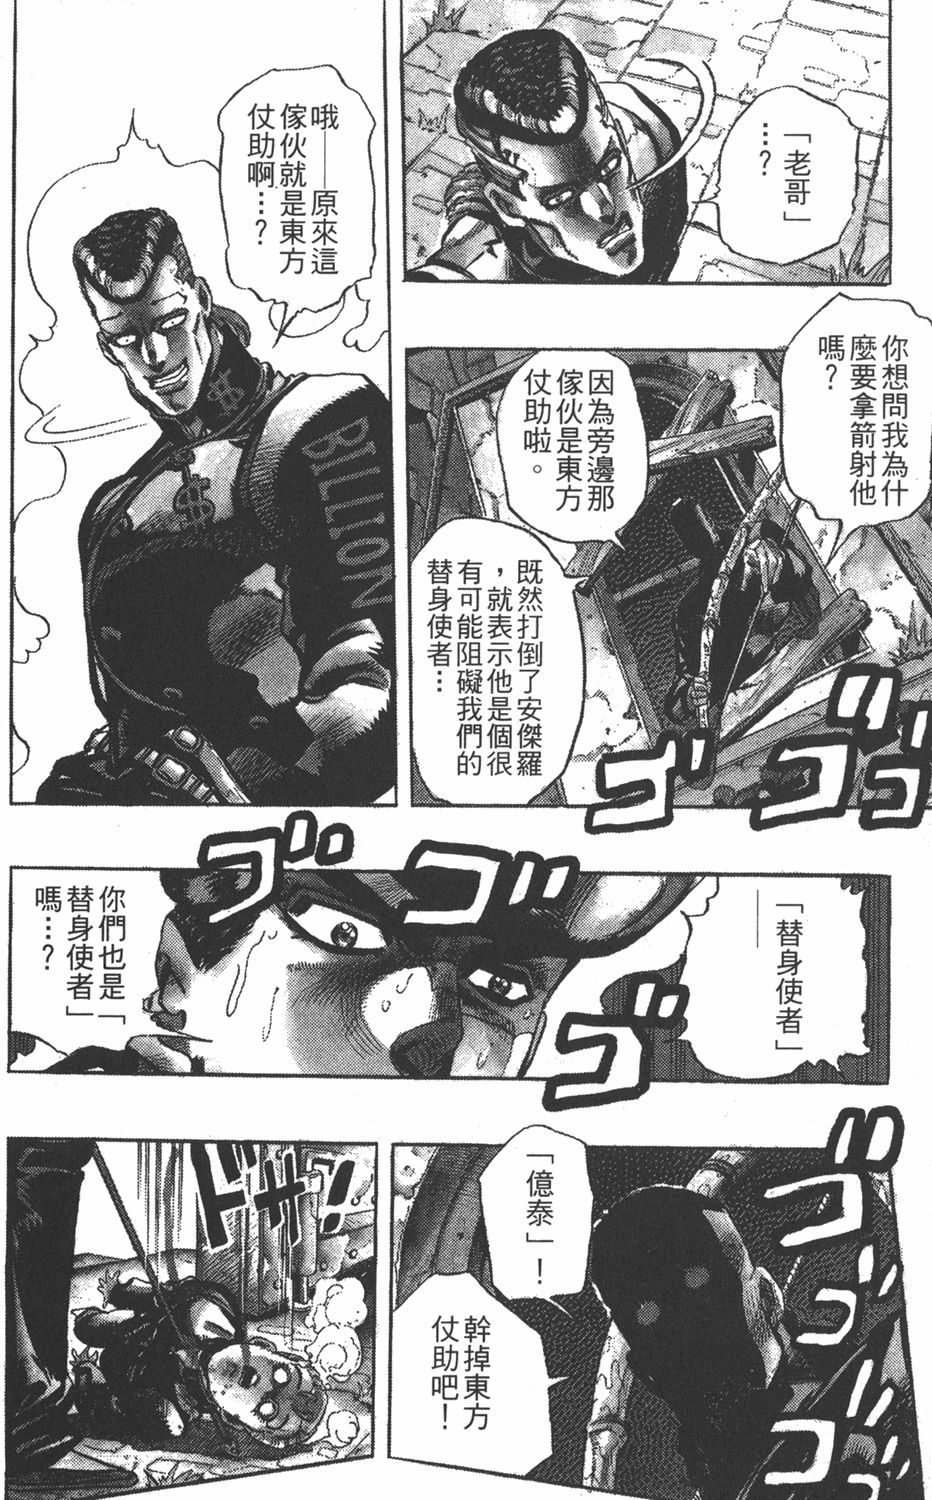 「老哥」
…?
你想問我為什
麼要拿箭射他
嗎?
因為旁邊那
傢伙是東方
仗助啦。
既然打倒了安傑羅
,就表示他是個很
有可能阻礙我們的
替身使者…
ゴゴゴゴ
哦──原來這
傢伙就是東方
仗助啊…?
BILLION
「替身使者」
──
ゴゴゴ
你們也是「
替身使者」
嗎…?
「億泰」!
幹掉東方
仗助吧!
ゴゴゴ
ドドメ!